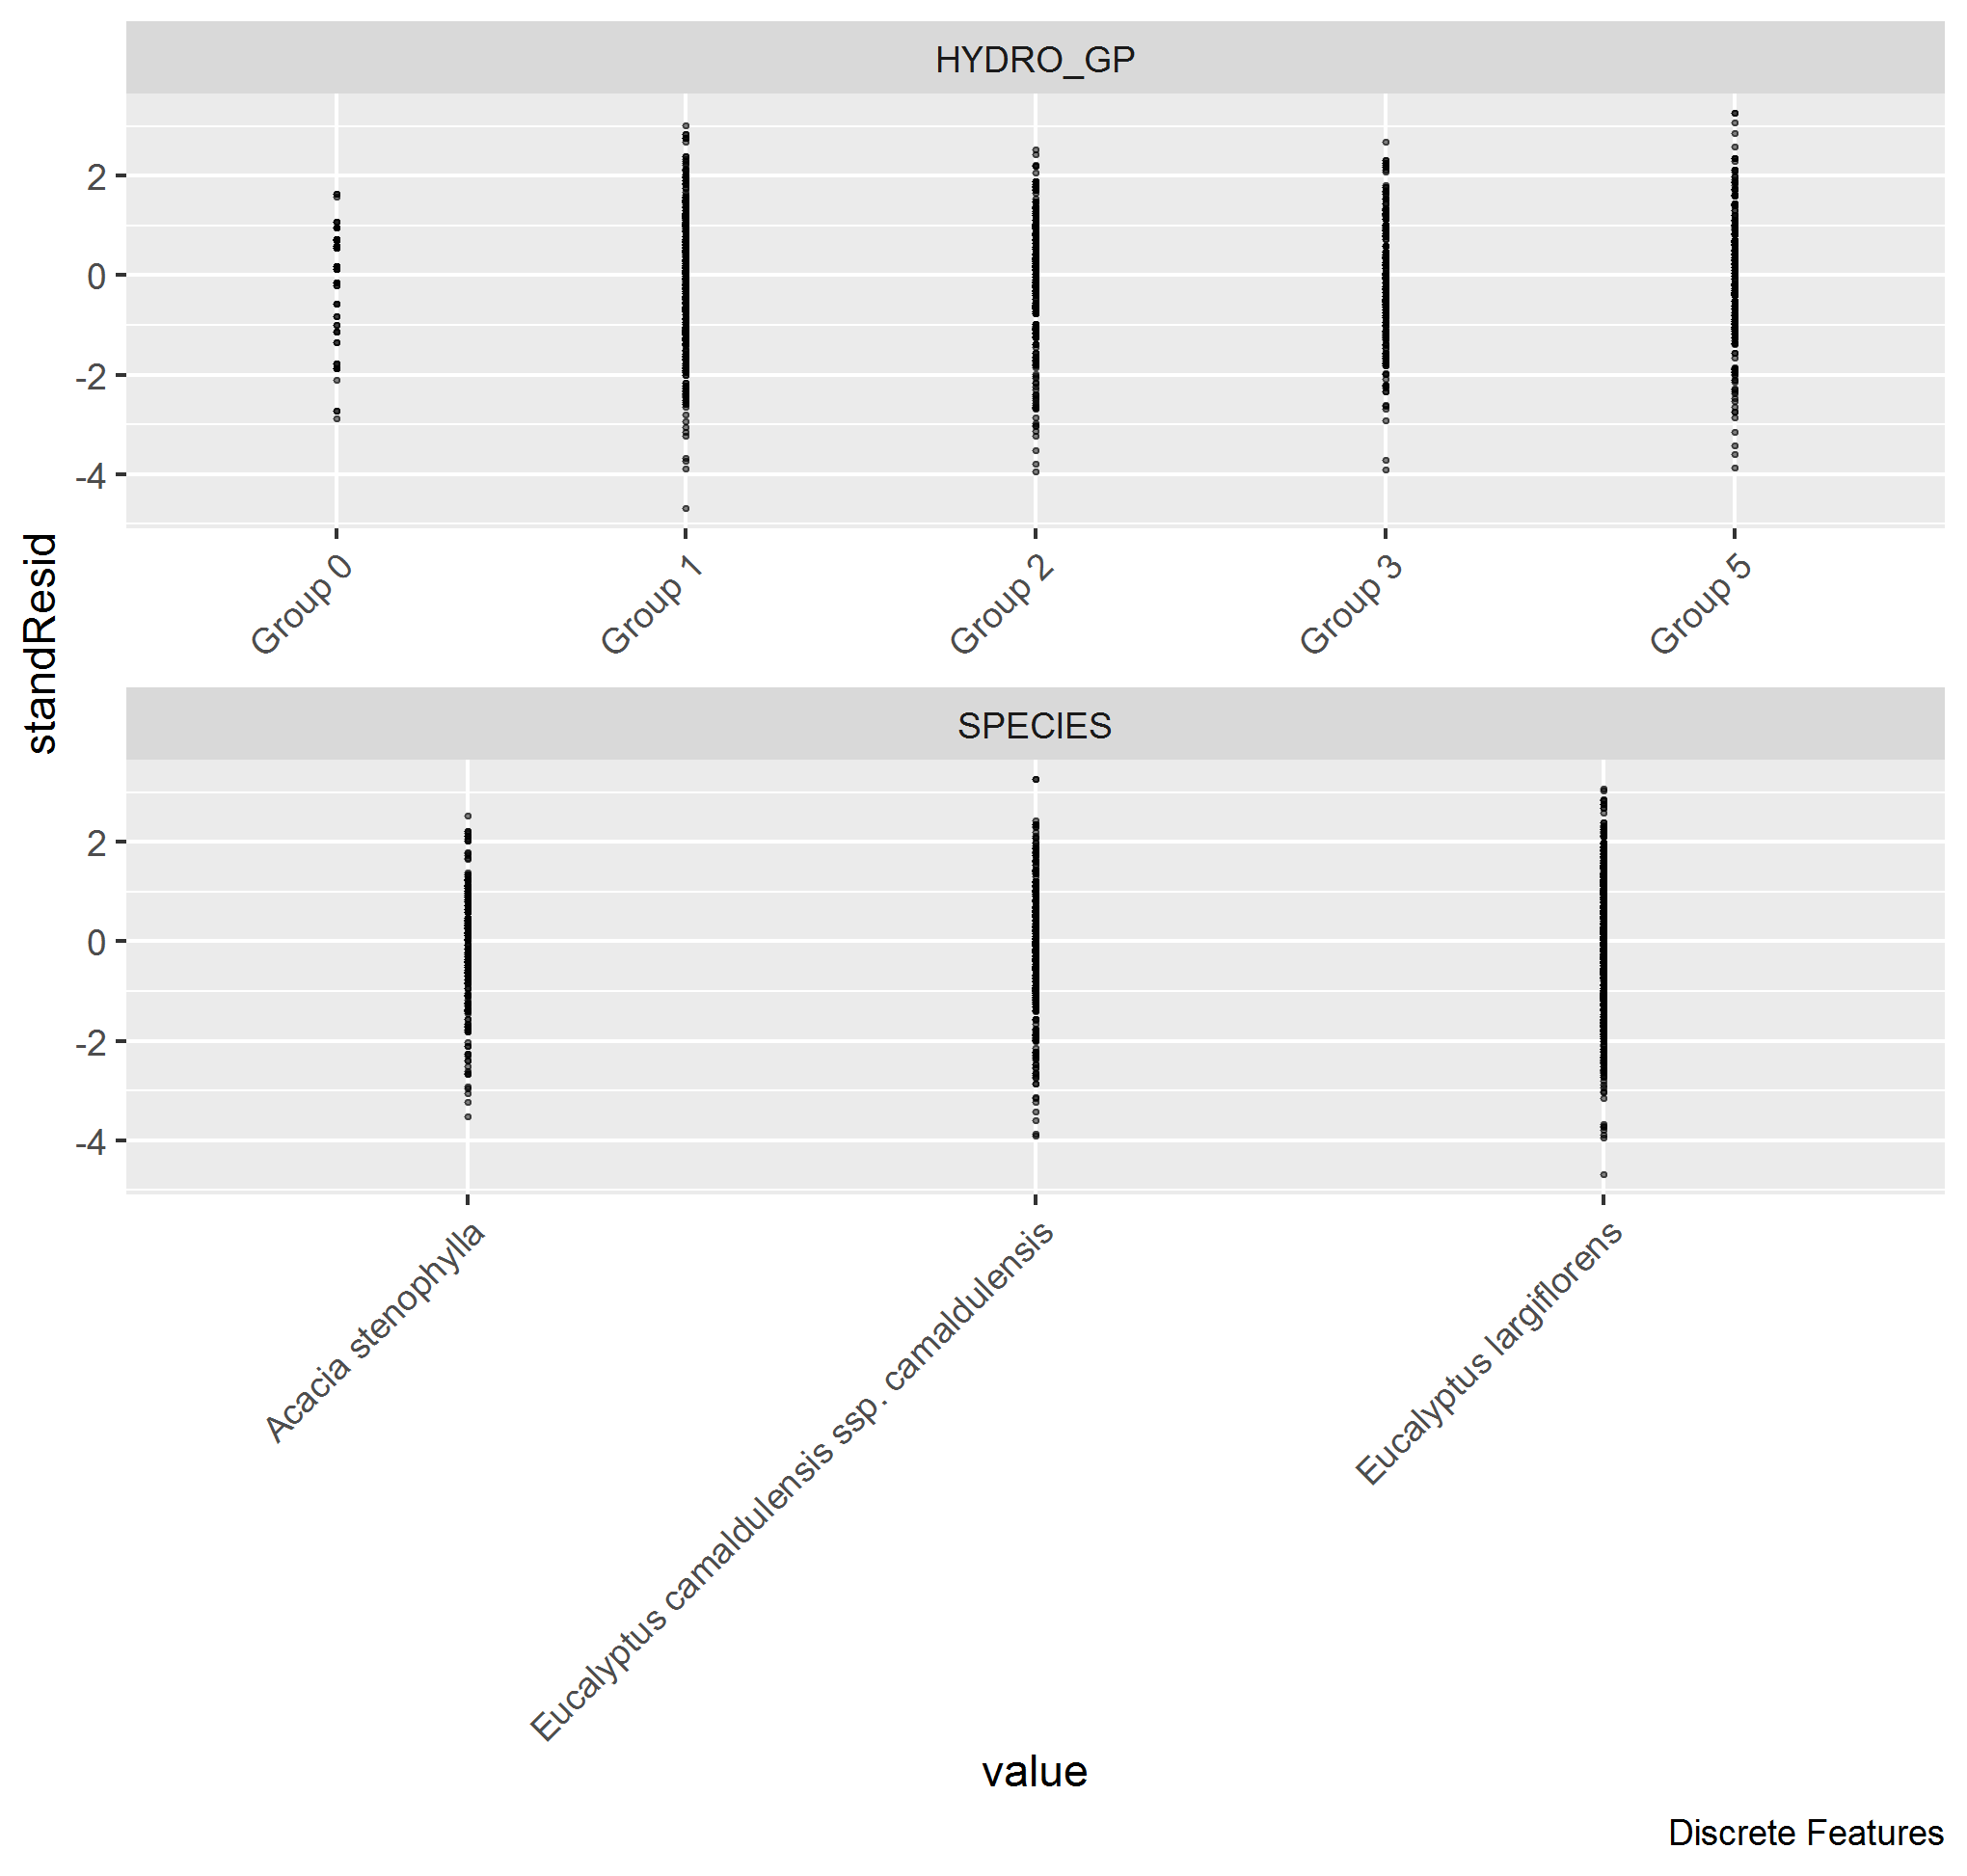 HYDRO_GP
2
0
-2
-4
Group 0
Group 1
Group 2
Group 3
Group 5
standResid
SPECIES
2
0
-2
-4
Acacia stenophylla
Eucalyptus camaldulensis ssp. camaldulensis
Eucalyptus largiflorens
value
Discrete Features